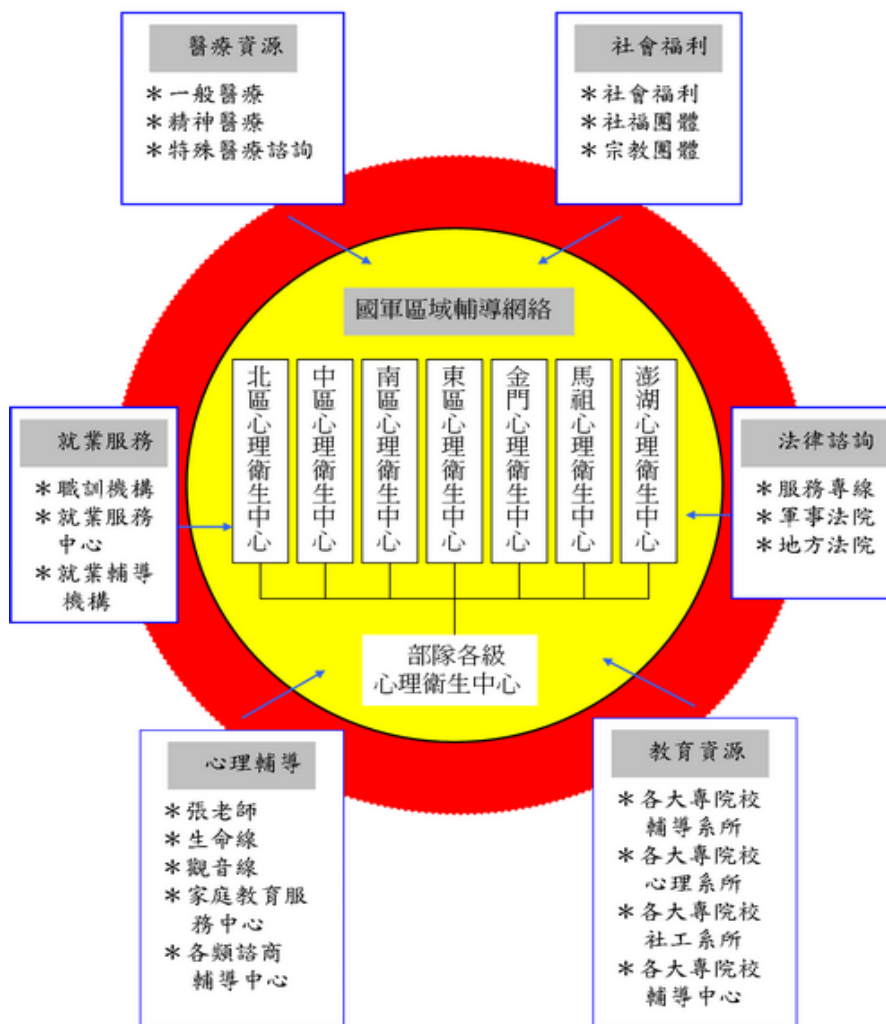 醫療資源
＊一般醫療
＊精神醫療
＊特殊醫療諮詢
社會福利
＊社會福利
＊社福團體
＊宗教團體
國軍區域輔導網絡
北區心理衛生中心
中區心理衛生中心
南區心理衛生中心
東區心理衛生中心
金門心理衛生中心
馬祖心理衛生中心
澎湖心理衛生中心
部隊各級
心理衛生中心
就業服務
＊職訓機構
＊就業服務
中心
＊就業輔導
機構
法律諮詢
＊服務專線
＊軍事法院
＊地方法院
心理輔導
＊張老師
＊生命線
＊觀音線
＊家庭教育服
務中心
＊各類諮商
輔導中心
教育資源
＊各大專院校
輔導系所
＊各大專院校
心理系所
＊各大專院校
社工系所
＊各大專院校
輔導中心